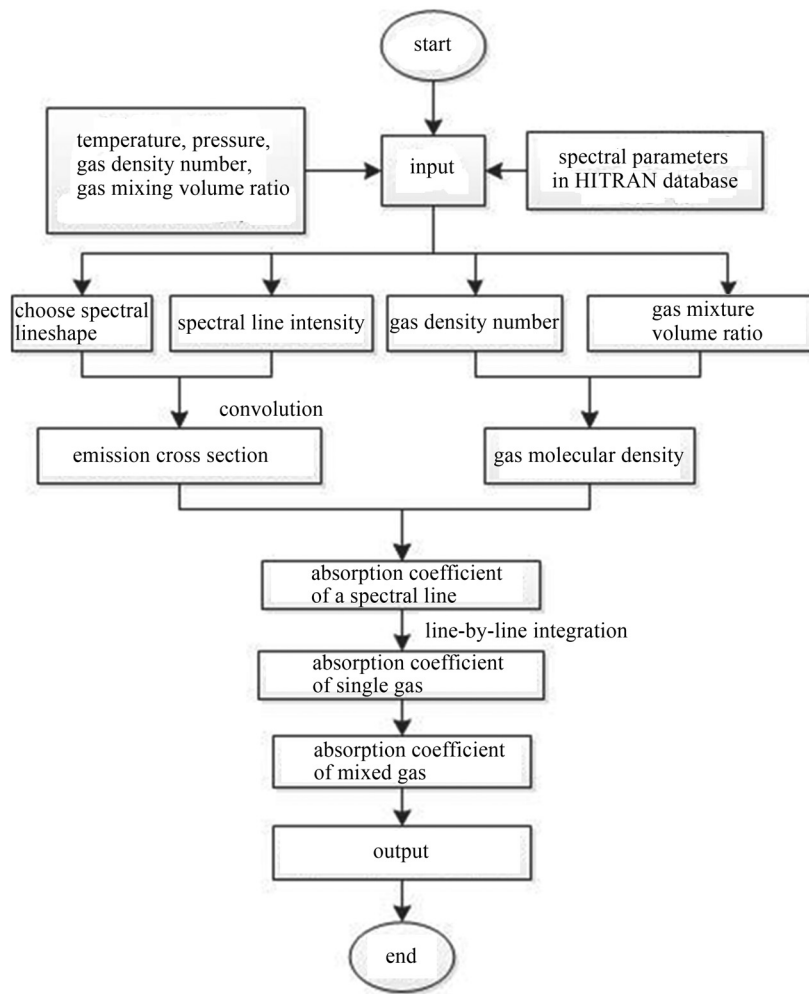 start
temperature, pressure,
gas density number,
gas mixing volume ratio
input
spectral parameters
in HITRAN database
choose spectral
lineshape
spectral line intensity
gas density number
gas mixture
volume ratio
convolution
emission cross section
gas molecular density
absorption coefficient
of a spectral line
line-by-line integration
absorption coefficient
of single gas
absorption coefficient
of mixed gas
output
end